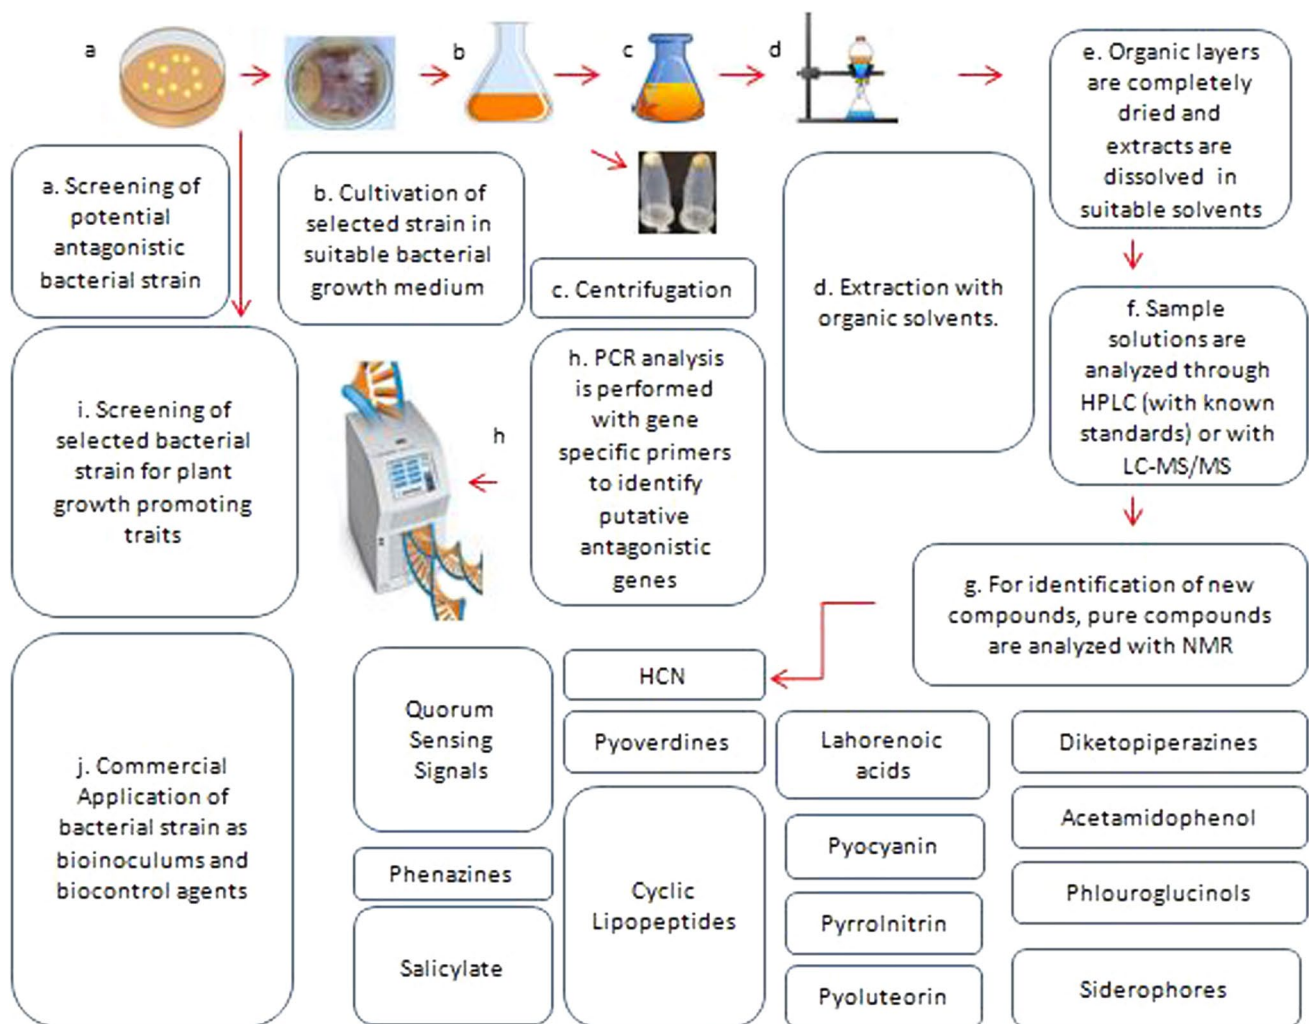 a
b
c
d
e. Organic layers
are completely
dried and
extracts are
dissolved in
suitable solvents
a. Screening of
potential
antagonistic
bacterial strain
b. Cultivation of
selected strain in
suitable bacterial
growth medium
c. Centrifugation
d. Extraction with
organic solvents.
f. Sample
solutions are
analyzed through
HPLC (with known
standards) or with
LC-MS/MS
i. Screening of
selected bacterial
strain for plant
growth promoting
traits
h
h. PCR analysis
is performed
with gene
specific primers
to identify
putative
antagonistic
genes
g. For identification of new
compounds, pure compounds
are analyzed with NMR
j. Commercial
Application of
bacterial strain as
bioinoculums and
biocontrol agents
Quorum
Sensing
Signals
Phenazines
Salicylate
HCN
Pyoverdines
Cyclic
Lipopeptides
Lahorenoic
acids
Pyocyanin
Pyrrolnitrin
Pyoluteorin
Diketopiperazines
Acetamidophenol
Phlouroglucinols
Siderophores